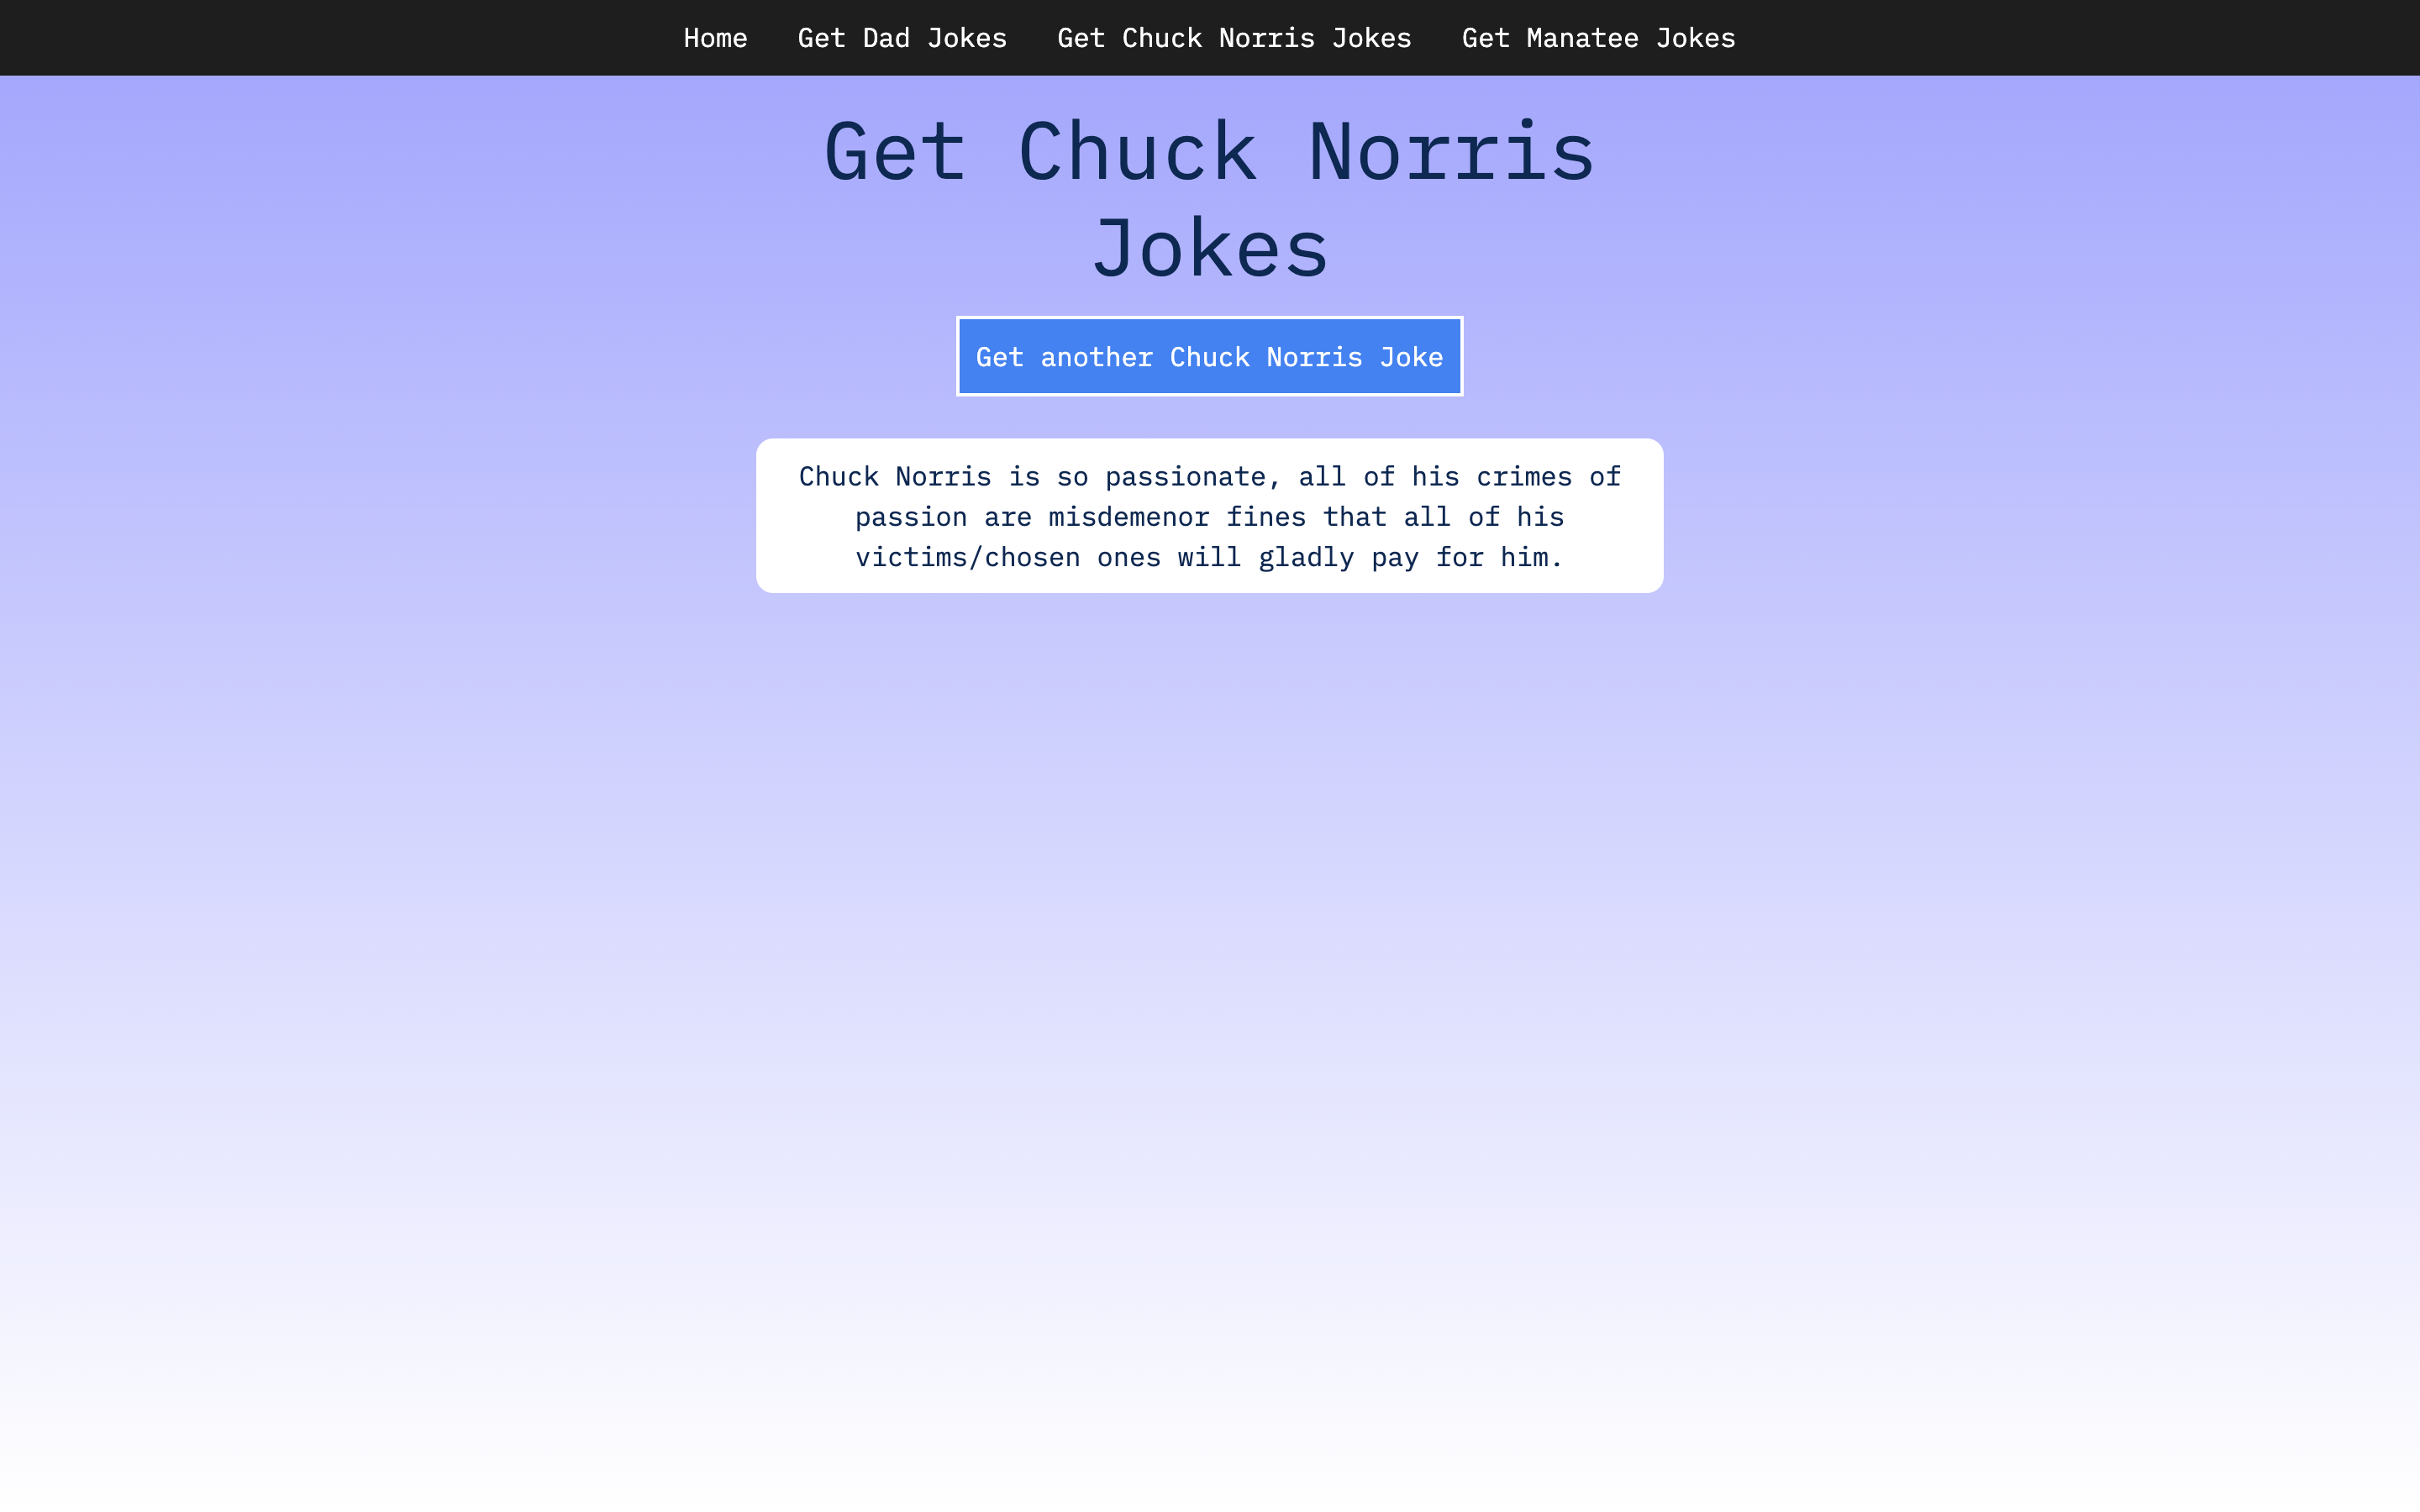 Home Get Dad Jokes Get Chuck Norris Jokes Get Manatee Jokes
Get Chuck Norris
Jokes
Get another Chuck Norris Joke
Chuck Norris is so passionate, all of his crimes of
passion are misdemenor fines that all of his
victims/chosen ones will gladly pay for him.